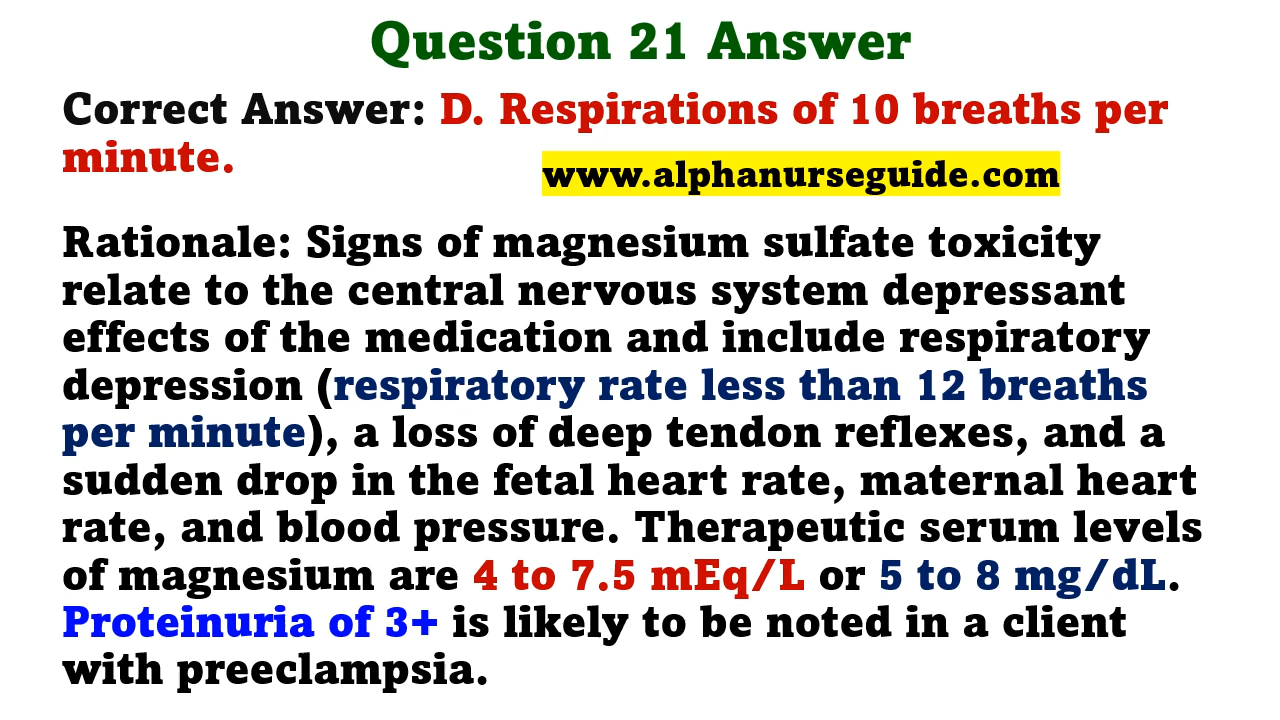 Question 21 Answer
Correct Answer: D. Respirations of 10 breaths per
minute.
www.alphanurseguide.com
Rationale: Signs of magnesium sulfate toxicity
relate to the central nervous system depressant
effects of the medication and include respiratory
depression (respiratory rate less than 12 breaths
per minute), a loss of deep tendon reflexes, and a
sudden drop in the fetal heart rate, maternal heart
rate, and blood pressure. Therapeutic serum levels
of magnesium are 4 to 7.5 mEq/L or 5 to 8 mg/dL.
Proteinuria of 3+ is likely to be noted in a client
with preeclampsia.